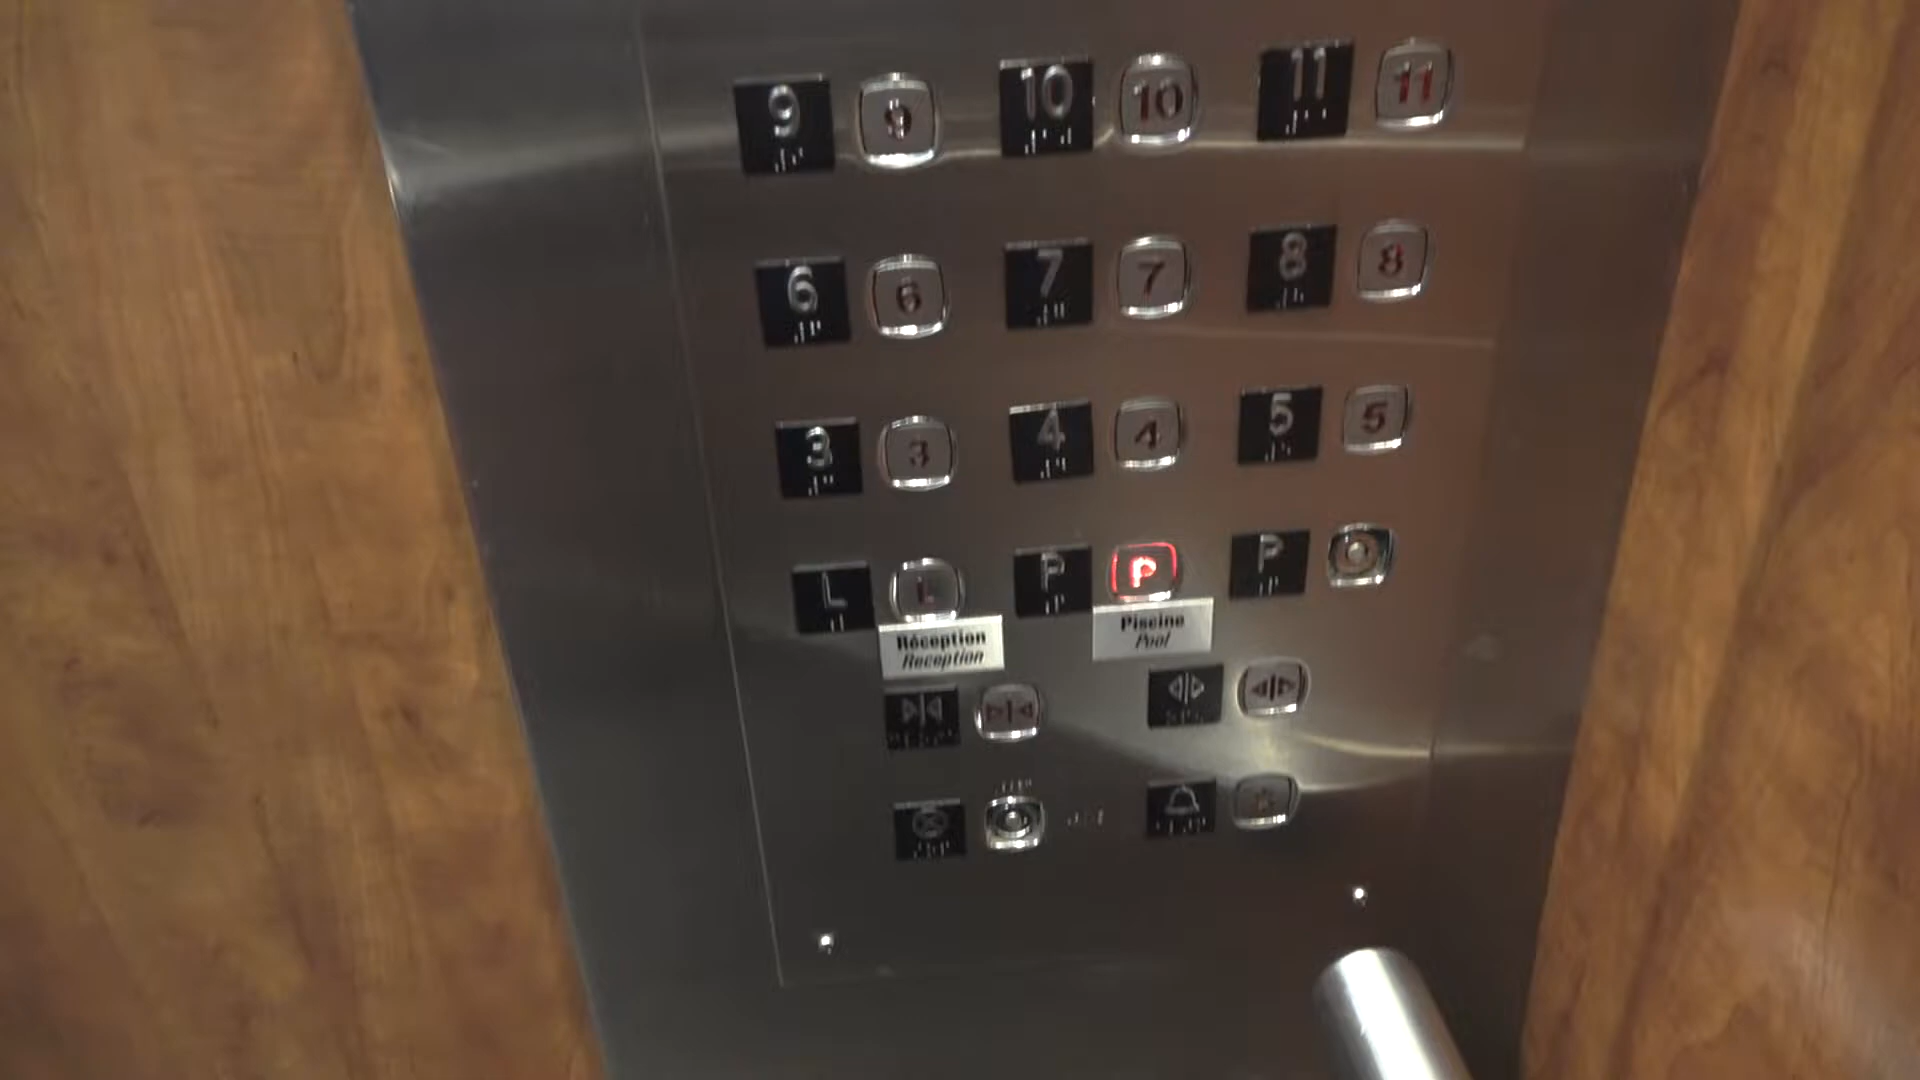 9 9 10 10 11 11
6 6 7 7 8 8
3 3 4 4 5 5
L L P P P
Réception
Reception
Piscine
Pool